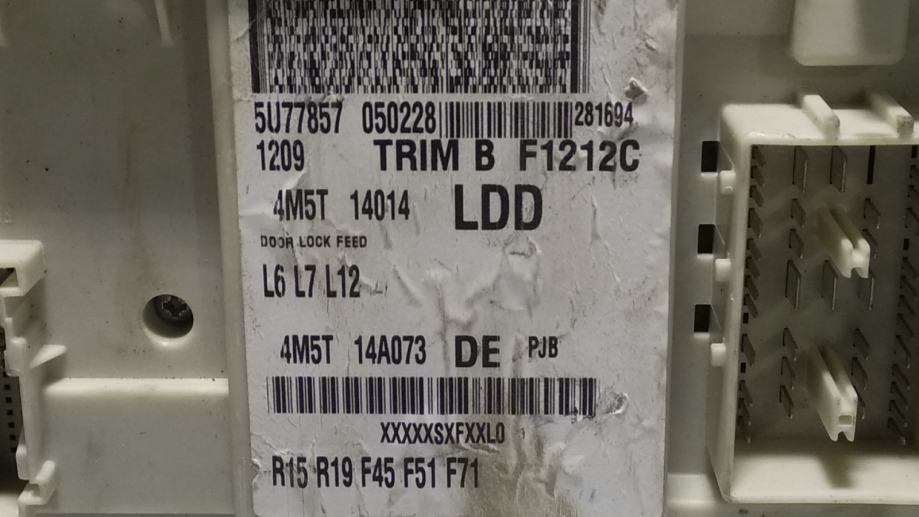 5U77857 050228 281694
1209 TRIM B F1212C
4M5T 14014 LDD
DOOR LOCK FEED
L6 L7 L12
4M5T 14A073 DE PJB
XXXXXSXFXXL0
R15 R19 F45 F51 F71